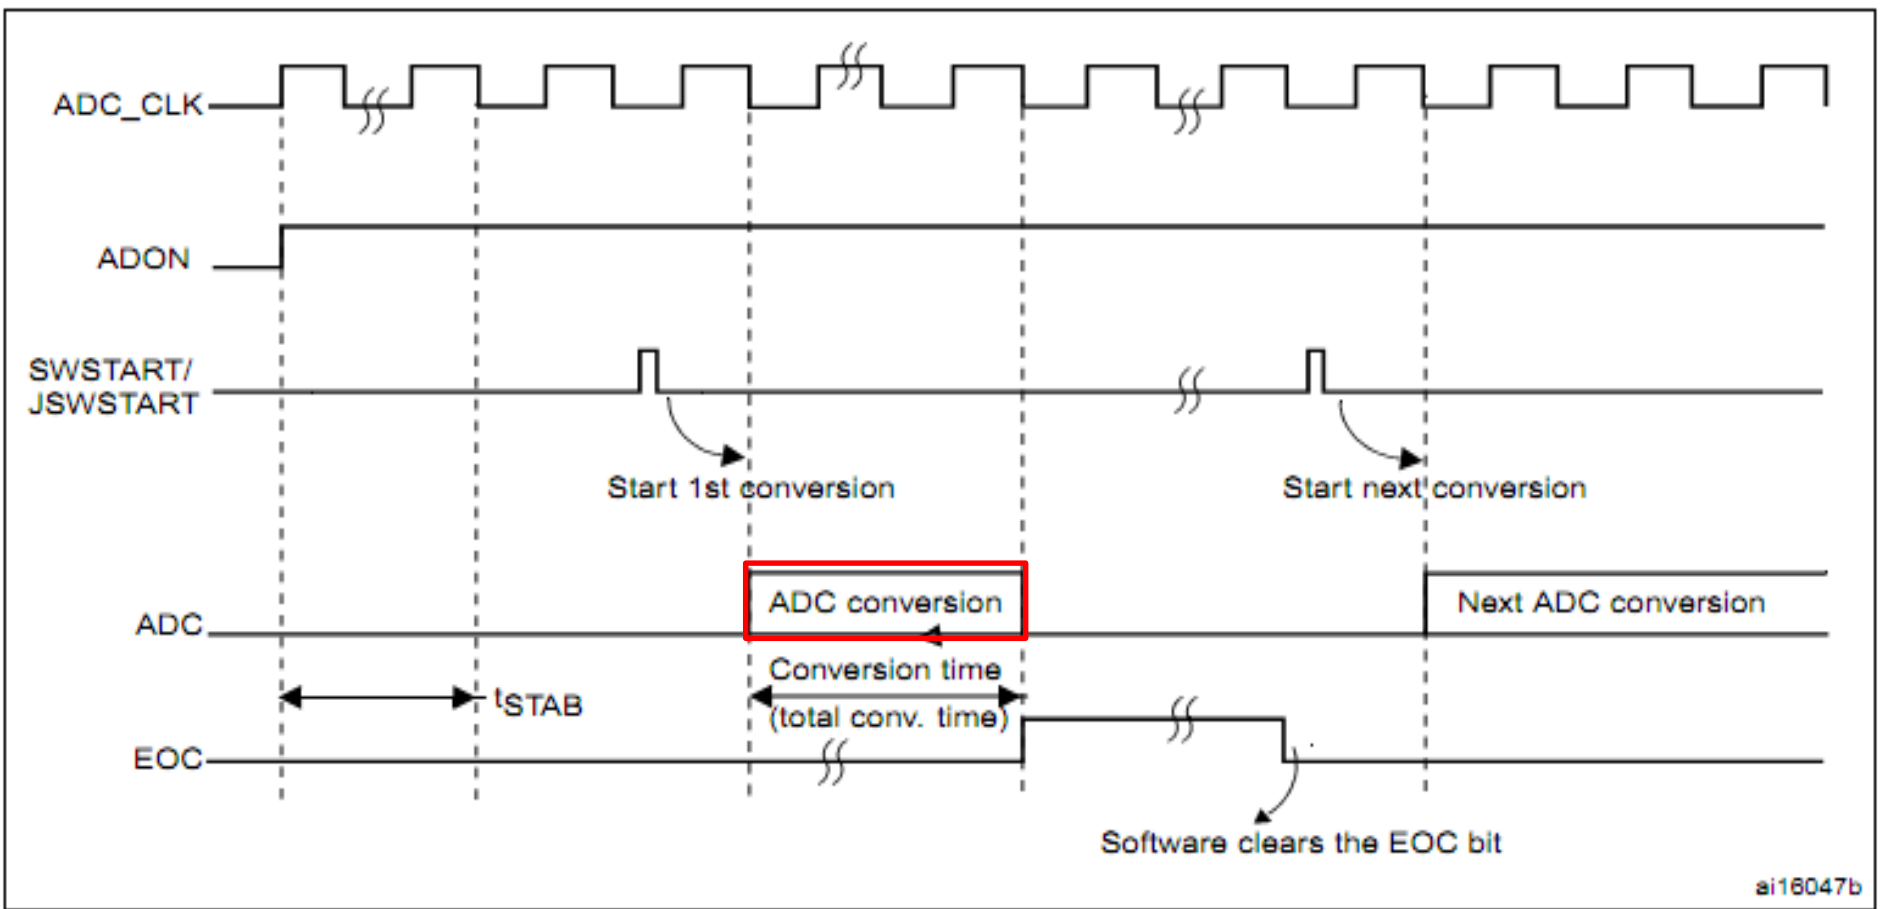 ADC_CLK
ADON
SWSTART/
JSWSTART
Start 1st conversion
Start next conversion
ADC
ADC conversion
Next ADC conversion
Conversion time
(total conv. time)
tSTAB
EOC
Software clears the EOC bit
ai16047b